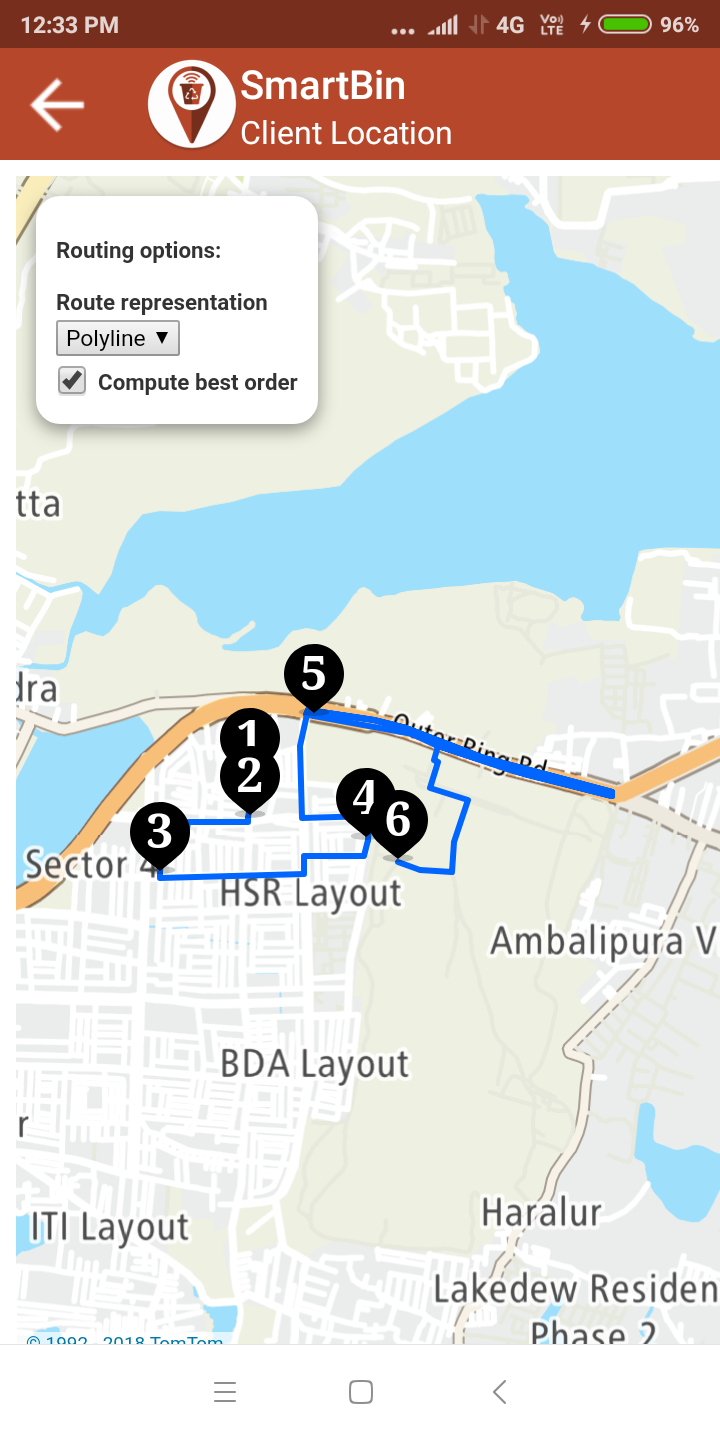 12:33 PM
4G
Vo))
LTE
96%
SmartBin
Client Location
Routing options:
Route representation
Polyline ▼
Compute best order
tta
dra
5
Outer Ring Rd
1
2
4
3
6
Sector 4
HSR Layout
Ambalipura V
BDA Layout
r
ITI Layout
Haralur
Lakedew Residen
Phase 2
© 1992 - 2018 TomTom